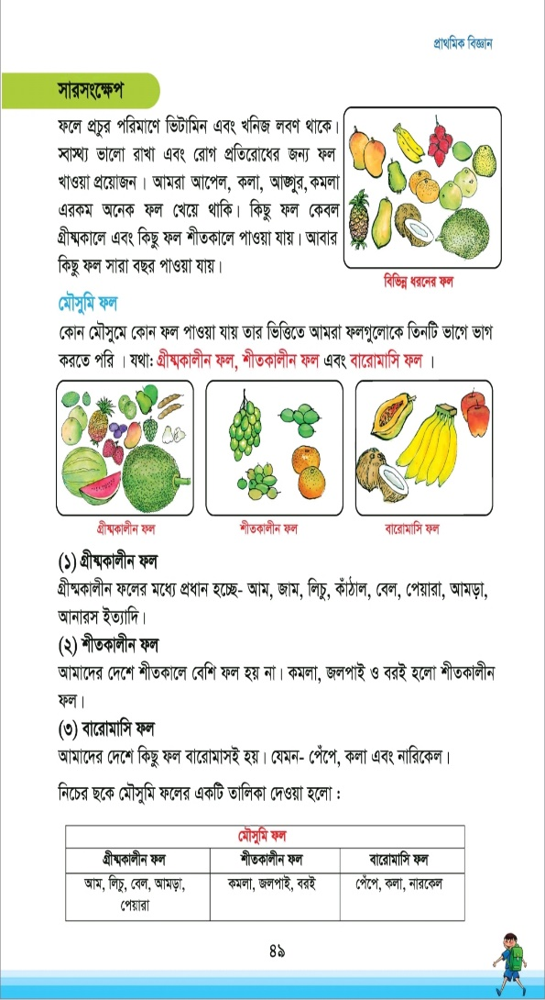 প্রাথমিক বিজ্ঞান
সারসংক্ষেপ
ফলে প্রচুর পরিমাণে ভিটামিন এবং খনিজ লবণ থাকে।
স্বাস্থ্য ভালো রাখা এবং রোগ প্রতিরোধের জন্য ফল
খাওয়া প্রয়োজন । আমরা আপেল, কলা, আঙ্গুর, কমলা
এরকম অনেক ফল খেয়ে থাকি। কিছু ফল কেবল
গ্রীষ্মকালে এবং কিছু ফল শীতকালে পাওয়া যায়। আবার
কিছু ফল সারা বছর পাওয়া যায়।
বিভিন্ন ধরনের ফল
মৌসুমি ফল
কোন মৌসুমে কোন ফল পাওয়া যায় তার ভিত্তিতে আমরা ফলগুলোকে তিনটি ভাগে ভাগ
করতে পরি । যথা: গ্রীষ্মকালীন ফল, শীতকালীন ফল এবং বারোমাসি ফল ।
গ্রীষ্মকালীন ফল শীতকালীন ফল বারোমাসি ফল
(১) গ্রীষ্মকালীন ফল
গ্রীষ্মকালীন ফলের মধ্যে প্রধান হচ্ছে- আম, জাম, লিচু, কাঁঠাল, বেল, পেয়ারা, আমড়া,
আনারস ইত্যাদি।
(২) শীতকালীন ফল
আমাদের দেশে শীতকালে বেশি ফল হয় না। কমলা, জলপাই ও বরই হলো শীতকালীন
ফল।
(৩) বারোমাসি ফল
আমাদের দেশে কিছু ফল বারোমাসই হয়। যেমন- পেঁপে, কলা এবং নারিকেল।
নিচের ছকে মৌসুমি ফলের একটি তালিকা দেওয়া হলো :
মৌসুমি ফল
গ্রীষ্মকালীন ফল শীতকালীন ফল বারোমাসি ফল
আম, লিচু, বেল, আমড়া, কমলা, জলপাই, বরই পেঁপে, কলা, নারকেল
পেয়ারা
৪৯